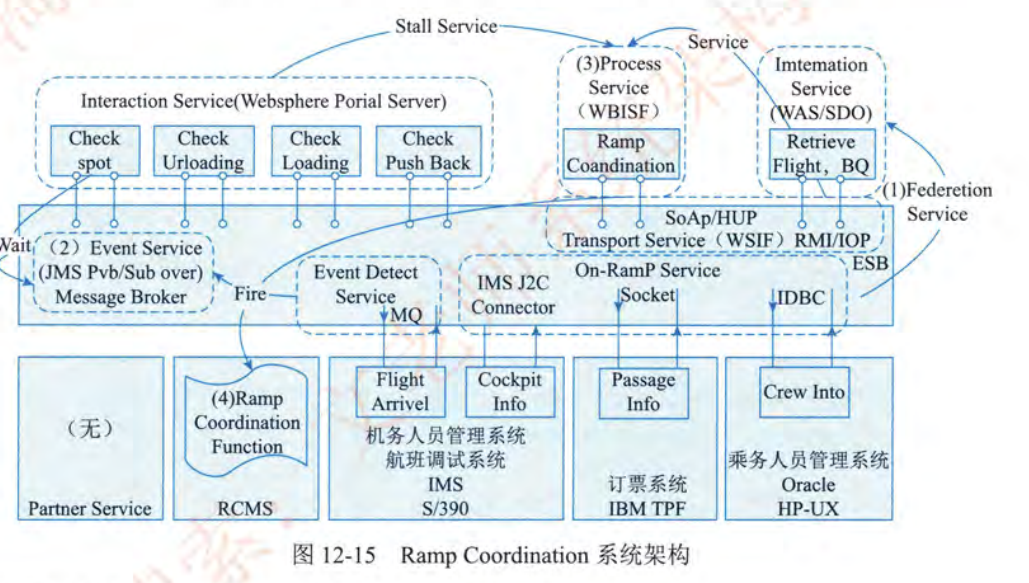 Stall Service
Service
Interaction Service(Websphere Porial Server)
Check
spot
Check
Urloading
Check
Loading
Check
Push Back
(3)Process
Service
（WBISF）
Ramp
Coandination
Imtemation
Service
(WAS/SDO)
Retrieve
Flight，BQ
(1)Federetion
Service
SoAp/HUP
Transport Service（WSIF）RMI/IOP
ESB
Wait
（2）Event Service
(JMS Pvb/Sub over)
Message Broker
Fire
Event Detect
Service
MQ
On-RamP Service
IMS J2C
Connector
Socket
IDBC
（无）
Partner Service
(4)Ramp
Coordination
Function
RCMS
Flight
Arrivel
Cockpit
Info
机务人员管理系统
航班调试系统
IMS
S/390
Passage
Info
订票系统
IBM TPF
Crew Into
乘务人员管理系统
Oracle
HP-UX
图 12-15 Ramp Coordination 系统架构